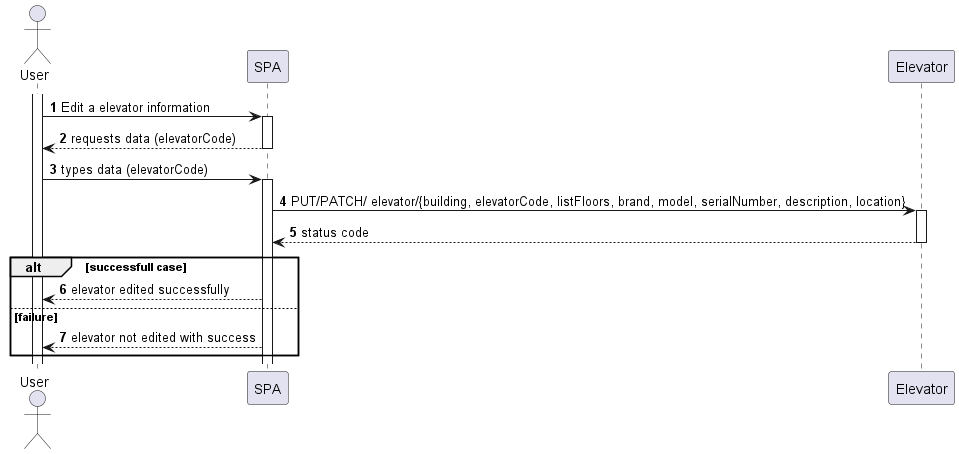 User
SPA
Elevator
1 Edit a elevator information
2 requests data (elevatorCode)
3 types data (elevatorCode)
4 PUT/PATCH/ elevator/{building, elevatorCode, listFloors, brand, model, serialNumber, description, location}
5 status code
alt [successfull case]
6 elevator edited successfully
[failure]
7 elevator not edited with success
User
SPA
Elevator